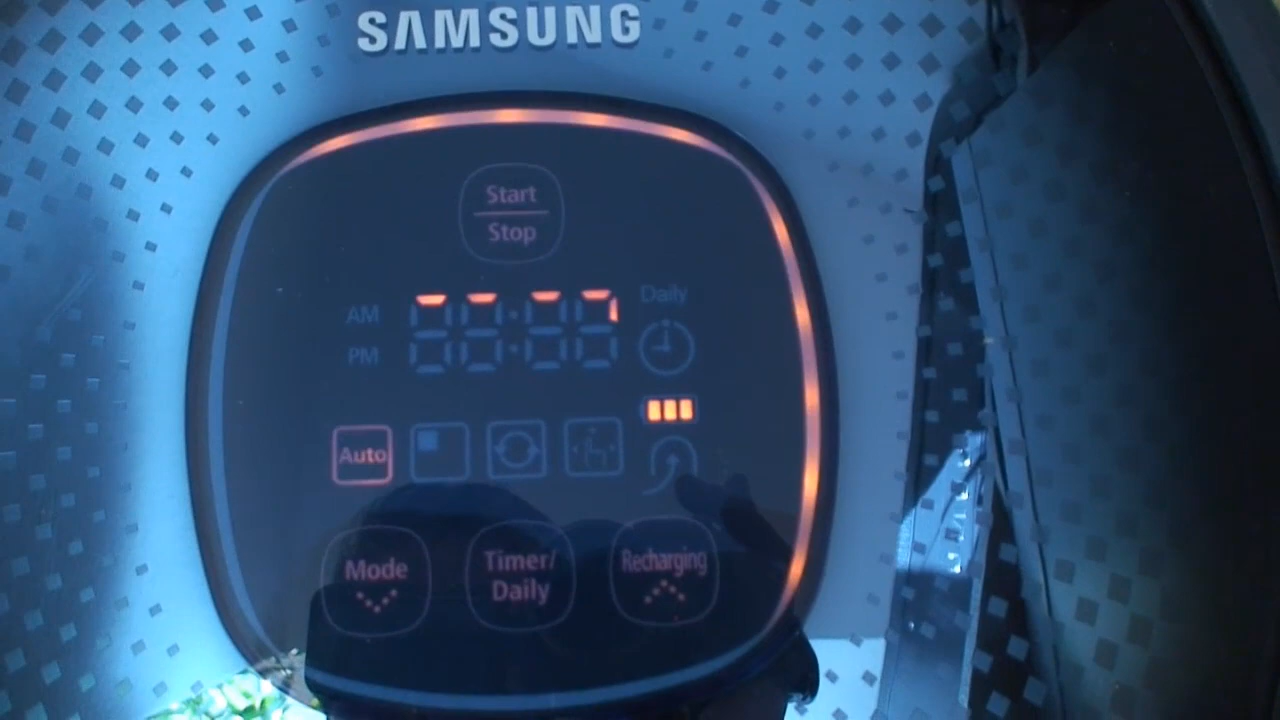 SAMSUNG
Start
Stop
AM
PM
Daily
Auto
Mode
Timer/
Daily
Recharging